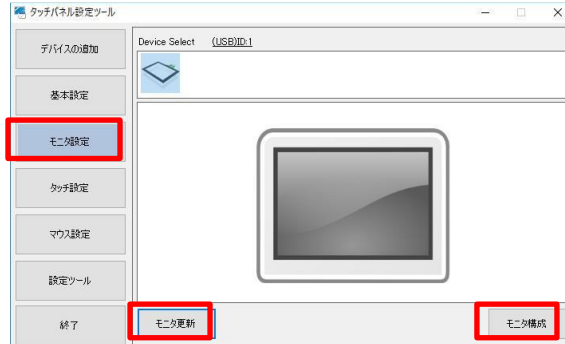 タッチパネル設定ツール
デバイスの追加
Device Select (USB)ID:1
基本設定
モニタ設定
タッチ設定
マウス設定
設定ツール
終了
モニタ更新
モニタ構成